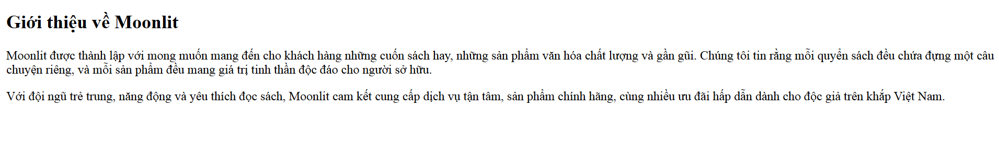 Giới thiệu về Moonlit
Moonlit được thành lập với mong muốn mang đến cho khách hàng những cuốn sách hay, những sản phẩm văn hóa chất lượng và gần gũi. Chúng tôi tin rằng mỗi quyển sách đều chứa đựng một câu
chuyện riêng, và mỗi sản phẩm đều mang giá trị tinh thần độc đáo cho người sở hữu.
Với đội ngũ trẻ trung, năng động và yêu thích đọc sách, Moonlit cam kết cung cấp dịch vụ tận tâm, sản phẩm chính hãng, cùng nhiều ưu đãi hấp dẫn dành cho độc giả trên khắp Việt Nam.